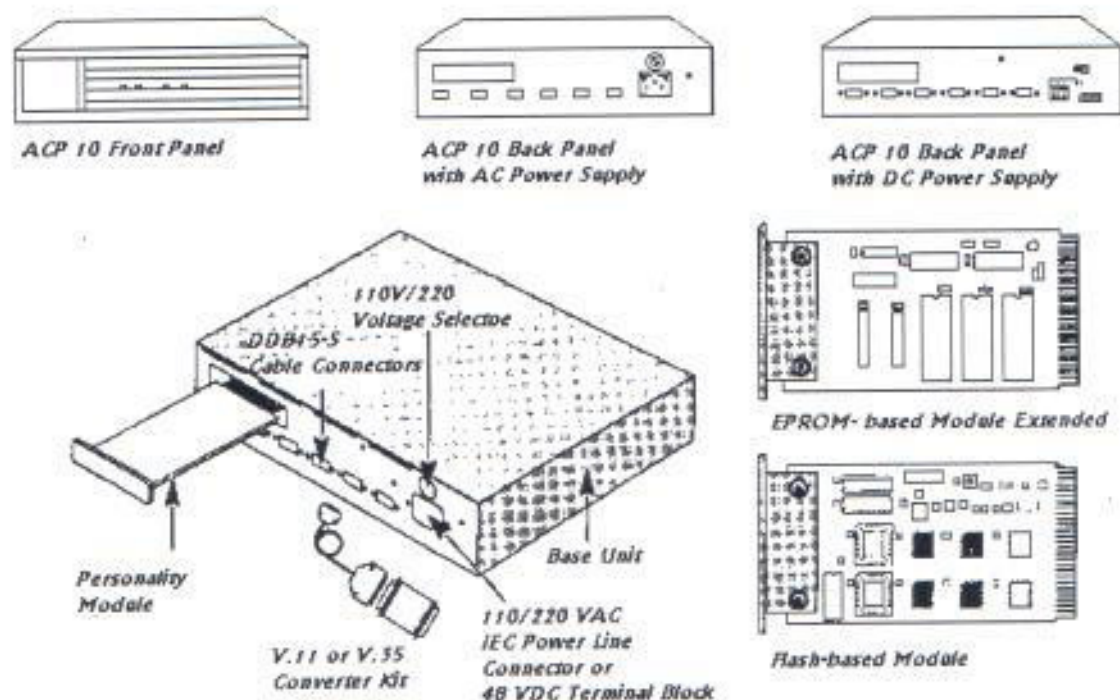 ACP 10 Front Panel
ACP 10 Back Panel
with AC Power Supply
ACP 10 Back Panel
with DC Power Supply
110V/220
Voltage Selector
DDB15-S
Cable Connectors
Personality
Module
V.11 or V.35
Converter Kit
110/220 VAC
IEC Power Line
Connector or
48 VDC Terminal Block
Base Unit
EPROM- based Module Extended
Flash-based Module